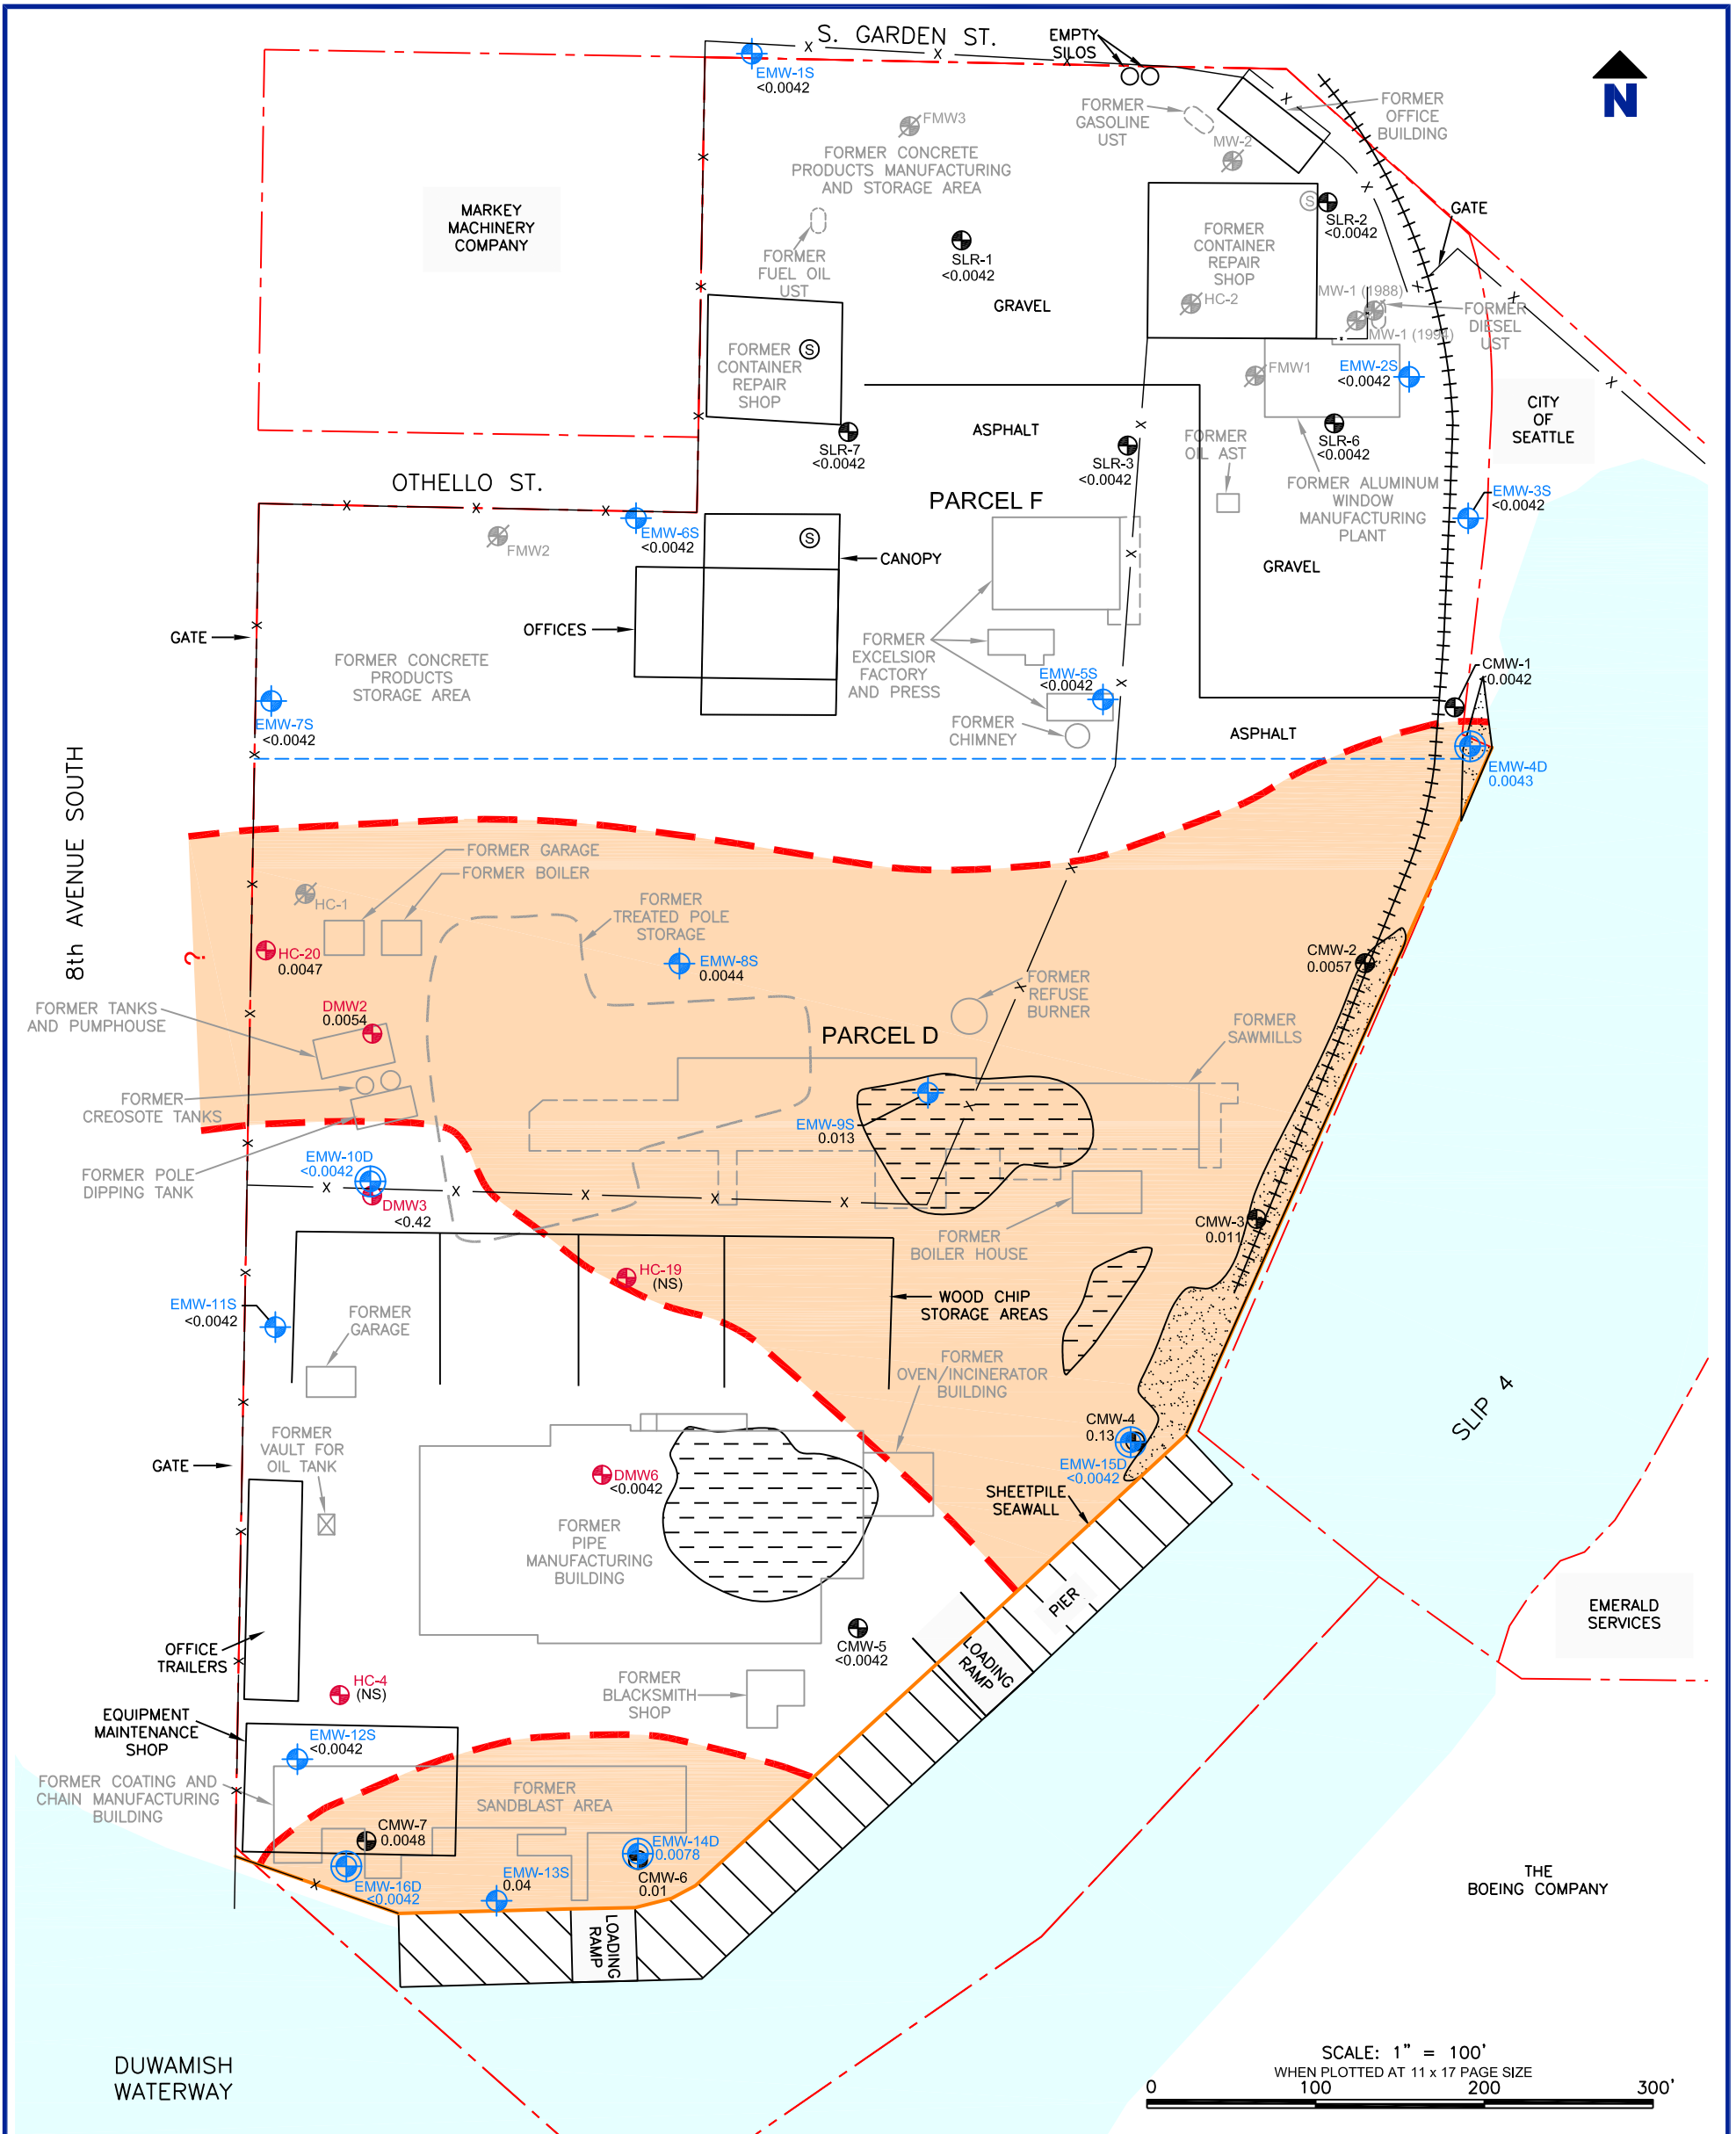 S. GARDEN ST.
EMPTY
SILOS
N
EMW-1S
<0.0042
FMW3
FORMER
GASOLINE
UST
FORMER
OFFICE
BUILDING
MW-2
FORMER CONCRETE
PRODUCTS MANUFACTURING
AND STORAGE AREA
MARKEY
MACHINERY
COMPANY
S
SLR-2
<0.0042
GATE
FORMER
FUEL OIL
UST
SLR-1
<0.0042
FORMER
CONTAINER
REPAIR
SHOP
GRAVEL
HC-2
MW-1 (1988)
MW-1 (1994)
FORMER
DIESEL
UST
FORMER
CONTAINER
REPAIR
SHOP
S
FMW1
EMW-2S
<0.0042
CITY
OF
SEATTLE
SLR-7
<0.0042
ASPHALT
SLR-3
<0.0042
FORMER
OIL AST
SLR-6
<0.0042
OTHELLO ST.
PARCEL F
FORMER ALUMINUM
WINDOW
MANUFACTURING
PLANT
EMW-3S
<0.0042
FMW2
EMW-6S
<0.0042
S
CANOPY
GRAVEL
GATE
OFFICES
FORMER CONCRETE
PRODUCTS
STORAGE AREA
FORMER
EXCELSIOR
FACTORY
AND PRESS
EMW-5S
<0.0042
CMW-1
<0.0042
EMW-7S
<0.0042
FORMER
CHIMNEY
ASPHALT
EMW-4D
0.0043
8th AVENUE SOUTH
FORMER GARAGE
FORMER BOILER
HC-1
FORMER
TREATED POLE
STORAGE
?
HC-20
0.0047
EMW-8S
0.0044
CMW-2
0.0057
FORMER
REFUSE
BURNER
FORMER TANKS
AND PUMPHOUSE
DMW2
0.0054
PARCEL D
FORMER
SAWMILLS
FORMER
CREOSOTE TANKS
EMW-9S
0.013
FORMER POLE
DIPPING TANK
EMW-10D
<0.0042
DMW3
<0.42
FORMER
BOILER HOUSE
CMW-3
0.011
HC-19
(NS)
WOOD CHIP
STORAGE AREAS
EMW-11S
<0.0042
FORMER
GARAGE
FORMER
OVEN/INCINERATOR
BUILDING
SLIP 4
FORMER
VAULT FOR
OIL TANK
GATE
CMW-4
0.13
EMW-15D
<0.0042
DMW6
<0.0042
SHEETPILE
SEAWALL
FORMER
PIPE
MANUFACTURING
BUILDING
PIER
EMERALD
SERVICES
OFFICE
TRAILERS
CMW-5
<0.0042
LOADING
RAMP
HC-4
(NS)
FORMER
BLACKSMITH
SHOP
EQUIPMENT
MAINTENANCE
SHOP
EMW-12S
<0.0042
FORMER COATING AND
CHAIN MANUFACTURING
BUILDING
FORMER
SANDBLAST AREA
CMW-7
0.0048
EMW-14D
0.0078
EMW-16D
<0.0042
EMW-13S
0.04
CMW-6
0.01
LOADING
RAMP
THE
BOEING COMPANY
DUWAMISH
WATERWAY
SCALE: 1" = 100'
WHEN PLOTTED AT 11 x 17 PAGE SIZE
0 100 200 300'